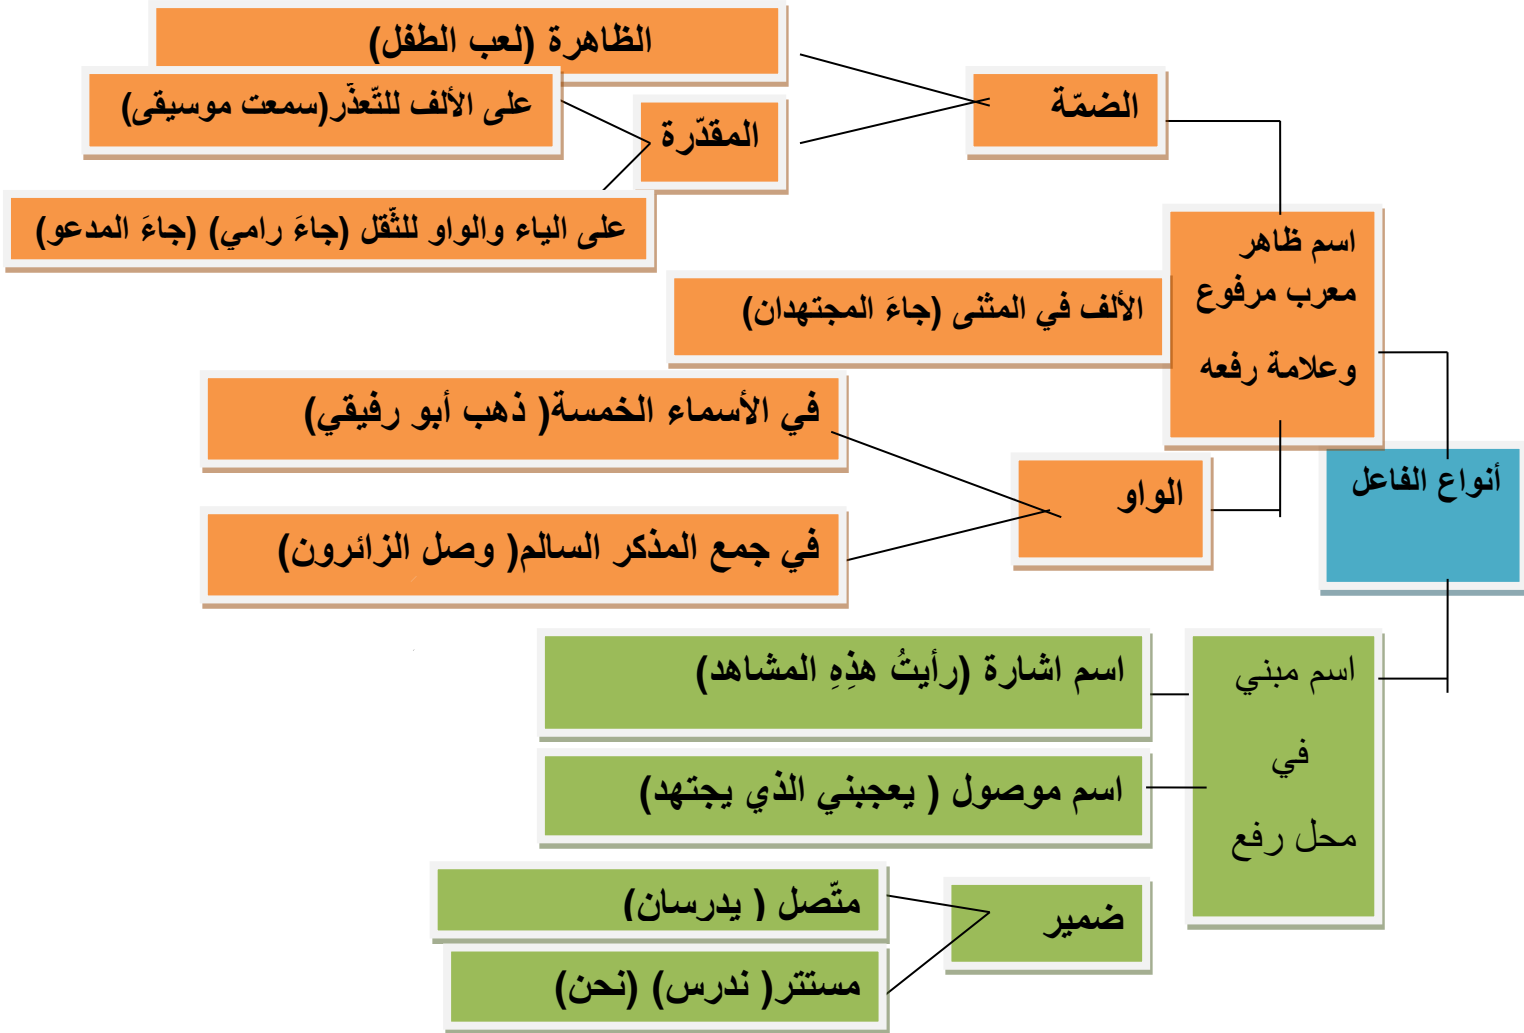 أنواع الفاعل
اسم ظاهر
معرب مرفوع
وعلامة رفعه
الضمّة
الظاهرة (لعب الطفل)
المقدّرة
على الألف للتّعذّر(سمعت موسيقى)
على الياء والواو للثّقل (جاءَ رامي) (جاءَ المدعو)
الألف في المثنى (جاءَ المجتهدان)
الواو
في الأسماء الخمسة( ذهب أبو رفيقي)
في جمع المذكر السالم( وصل الزائرون)
اسم مبني
في
محل رفع
اسم اشارة (رأيتُ هذِهِ المشاهد)
اسم موصول ( يعجبني الذي يجتهد)
ضمير
متّصل ( يدرسان)
مستتر( ندرس) (نحن)